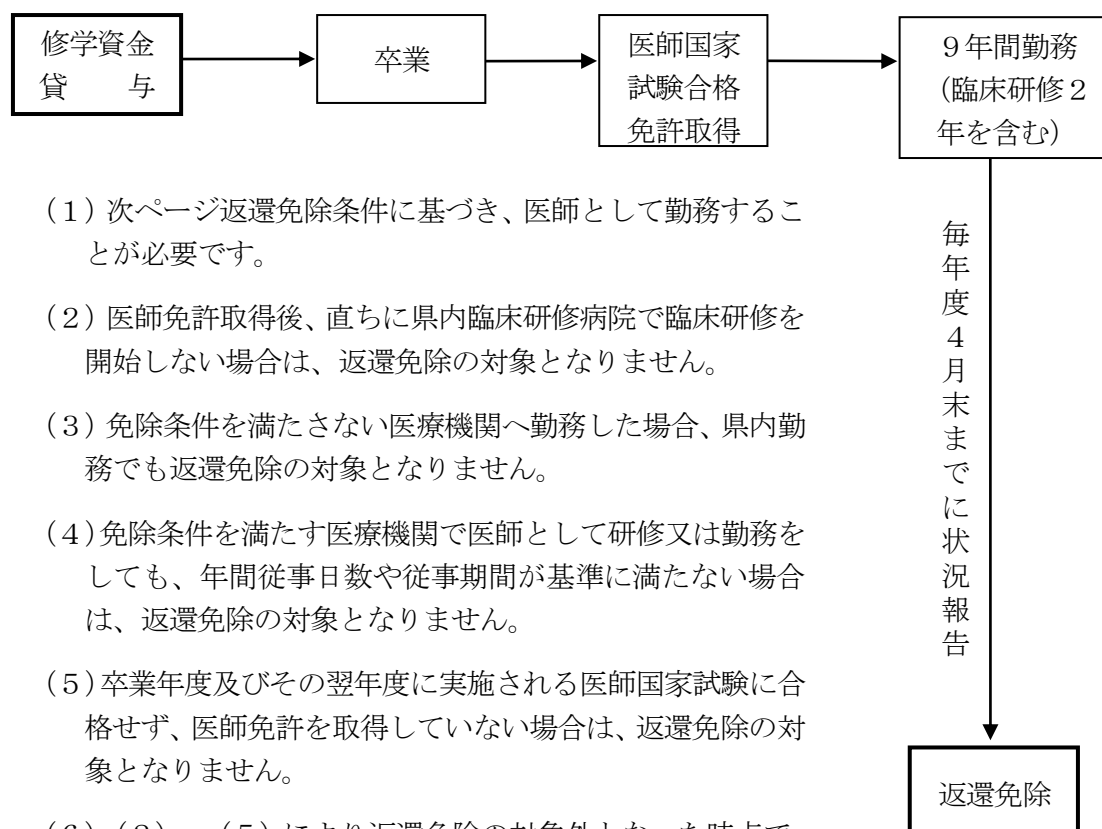 修学資金
貸　　与
卒業
医師国家
試験合格
免許取得
９年間勤務
（臨床研修２
年を含む）
（１）次ページ返還免除条件に基づき、医師として勤務するこ
とが必要です。
（２）医師免許取得後、直ちに県内臨床研修病院で臨床研修を
開始しない場合は、返還免除の対象となりません。
（３）免除条件を満たさない医療機関へ勤務した場合、県内勤
務でも返還免除の対象となりません。
（４）免除条件を満たす医療機関で医師として研修又は勤務を
しても、年間従事日数や従事期間が基準に満たない場合
は、返還免除の対象となりません。
（５）卒業年度及びその翌年度に実施される医師国家試験に合
格せず、医師免許を取得していない場合は、返還免除の対
象となりません。
毎年度４月末までに状況報告
返還免除